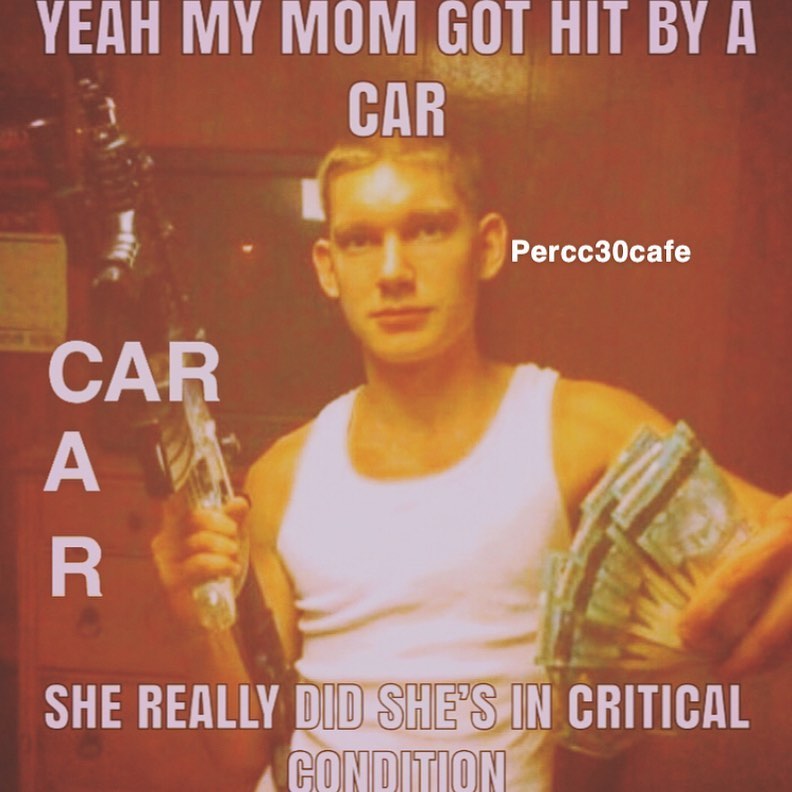 YEAH MY MOM GOT HIT BY A
CAR
Percc30cafe
CAR
A
R
SHE REALLY DID SHE'S IN CRITICAL
CONDITION